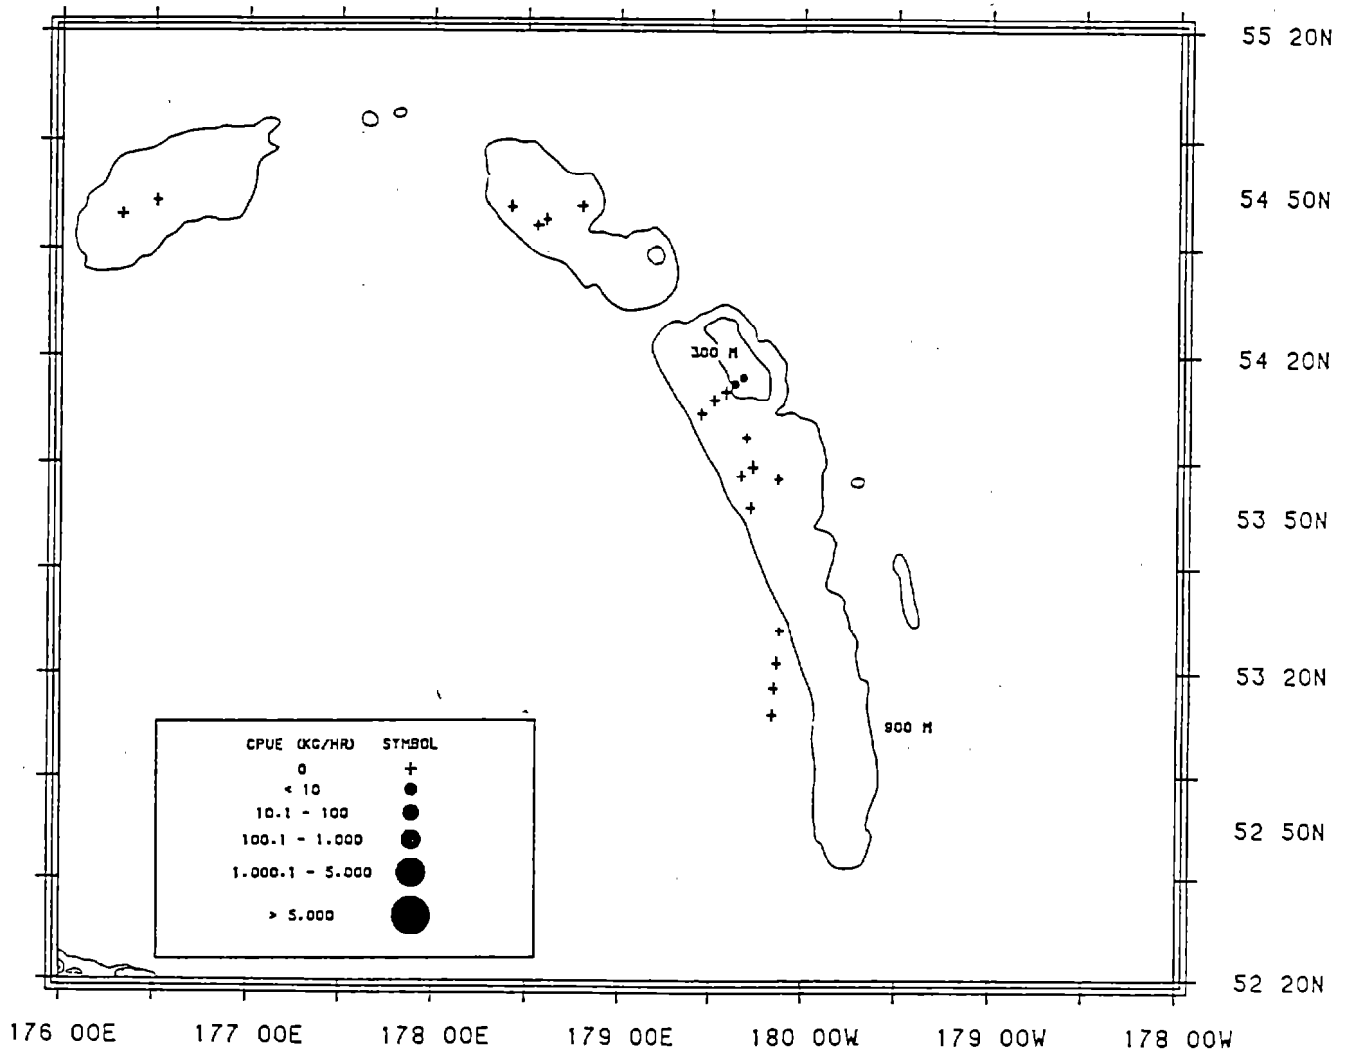 55 20N
54 50N
300 M
54 20N
53 50N
53 20N
900 M
CPUE (KG/HR) SYMBOL
0 +
< 10
10.1 - 100
100.1 - 1.000
1.000.1 - 5.000
> 5.000
52 50N
52 20N
176 00E 177 00E 178 00E 179 00E 180 00W 179 00W 178 00W